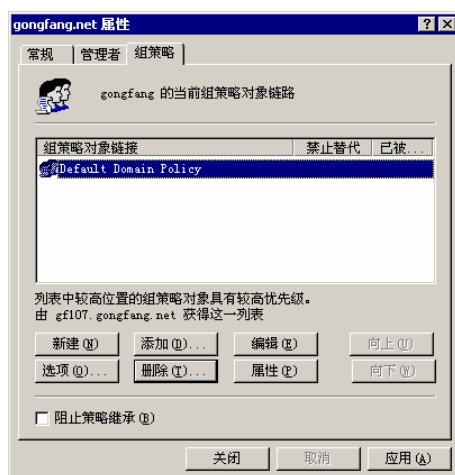 gongfang.net 属性
常规 管理者 组策略
gongfang 的当前组策略对象链路
组策略对象链接 禁止替代 已被...
Default Domain Policy
列表中较高位置的组策略对象具有较高优先级。
由 gf107.gongfang.net 获得这一列表
新建(N) 添加(D)... 编辑(E) 向上(U)
选项(O)... 删除(T)... 属性(P) 向下(W)
阻止策略继承(B)
关闭 取消 应用(A)